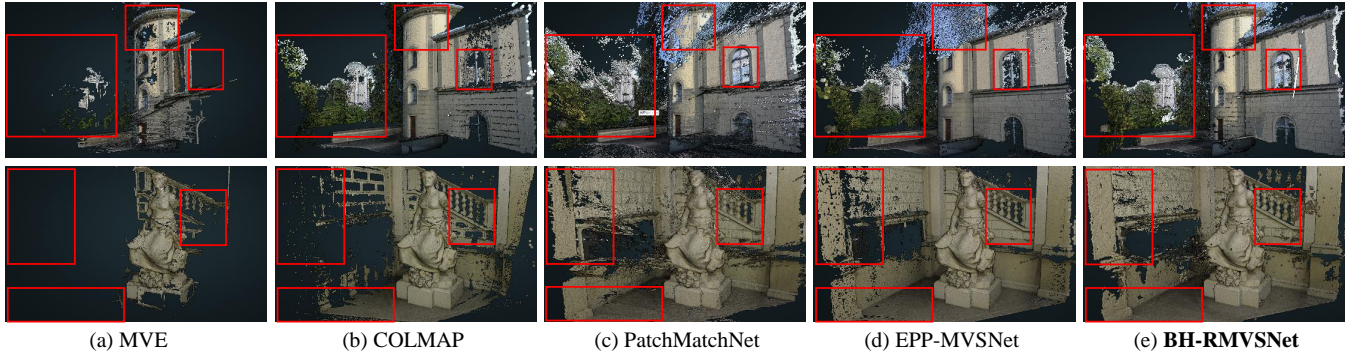 (a) MVE
(b) COLMAP
(c) PatchMatchNet
(d) EPP-MVSNet
(e) BH-RMVSNet